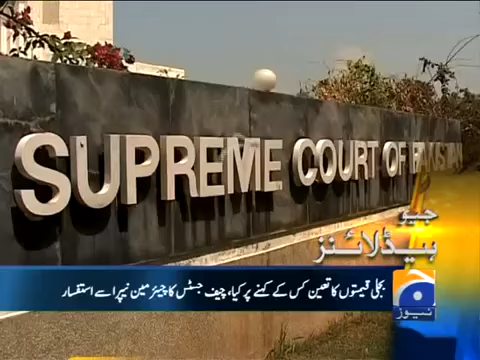 SUPREME COURT OF PAKISTAN
جیو
ہیڈلائنز
بجلی قیمتوں کا تعین کس کے کہنے پر کیا، چیف جسٹس کا چیئرمین نیپرا سے استفسار
جیو
نیوز